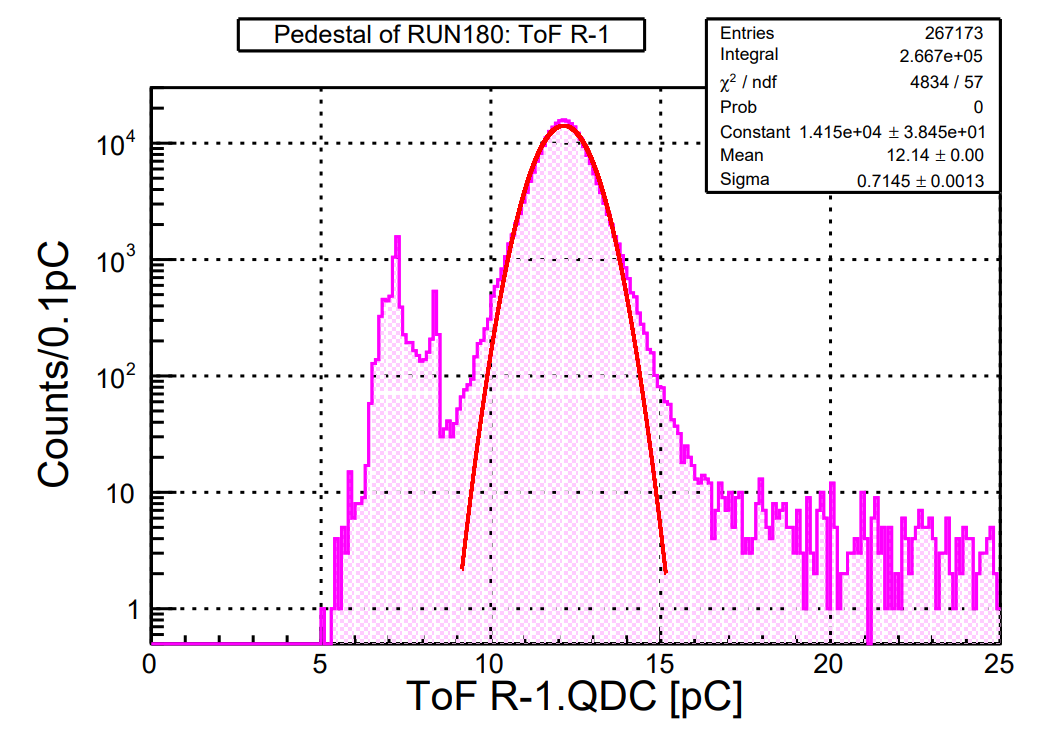 Pedestal of RUN180: ToF R-1
Entries 267173
Integral 2.667e+05
χ² / ndf 4834 / 57
Prob 0
Constant 1.415e+04 ± 3.845e+01
Mean 12.14 ± 0.00
Sigma 0.7145 ± 0.0013
Counts/0.1pC
10⁴
10³
10²
10
1
0 5 10 15 20 25
ToF R-1.QDC [pC]